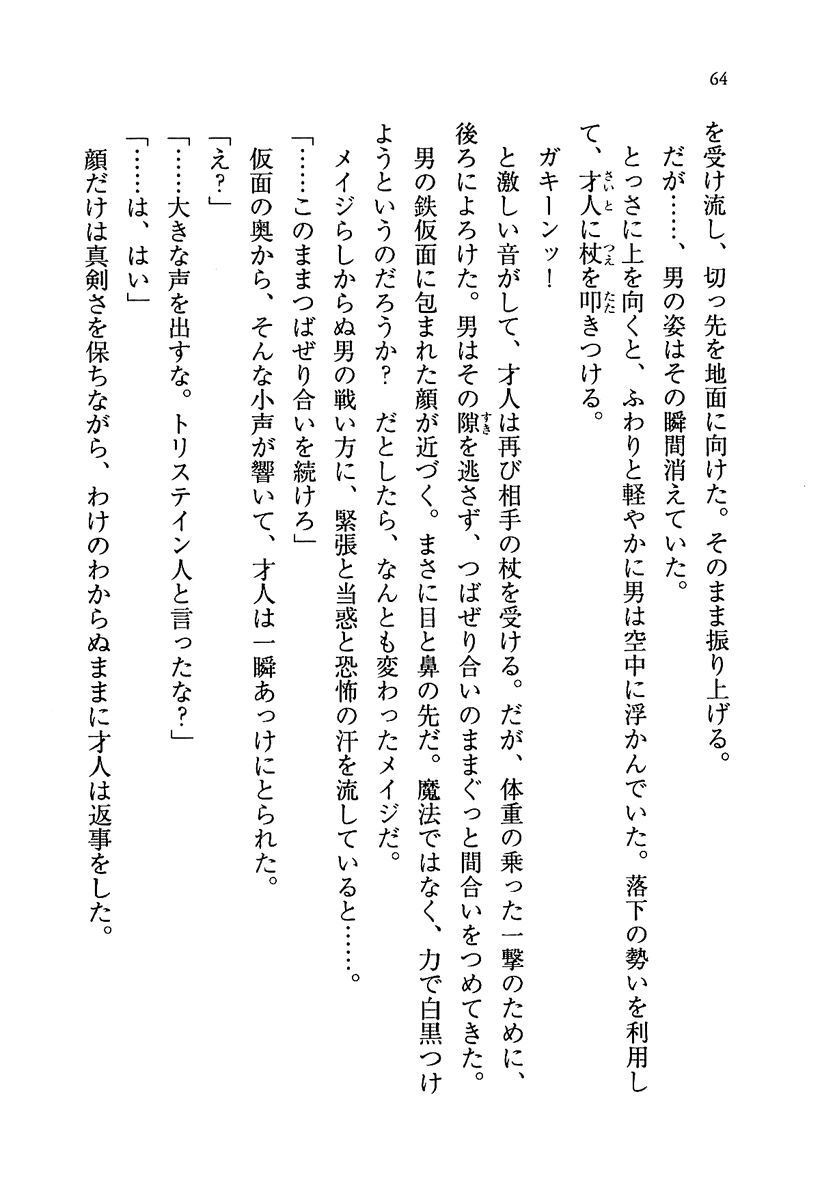 64
を受け流し、切っ先を地面に向けた。そのまま振り上げる。
だが……、男の姿はその瞬間消えていた。
とっさに上を向くと、ふわりと軽やかに男は空中に浮かんでいた。落下の勢いを利用し
て、才人に杖を叩きつける。
ガキーンッ！
と激しい音がして、才人は再び相手の杖を受ける。だが、体重の乗った一撃のために、
後ろによろけた。男はその隙を逃さず、つばぜり合いのままぐっと間合いをつめてきた。
男の鉄仮面に包まれた顔が近づく。まさに目と鼻の先だ。魔法ではなく、力で白黒つけ
ようというのだろうか？　だとしたら、なんとも変わったメイジだ。
メイジらしからぬ男の戦い方に、緊張と当惑と恐怖の汗を流していると……。
「……このままつばぜり合いを続けろ」
仮面の奥から、そんな小声が響いて、才人は一瞬あっけにとられた。
「え？」
「……大きな声を出すな。トリステイン人と言ったな？」
「……は、はい」
顔だけは真剣さを保ちながら、わけのわからぬままに才人は返事をした。